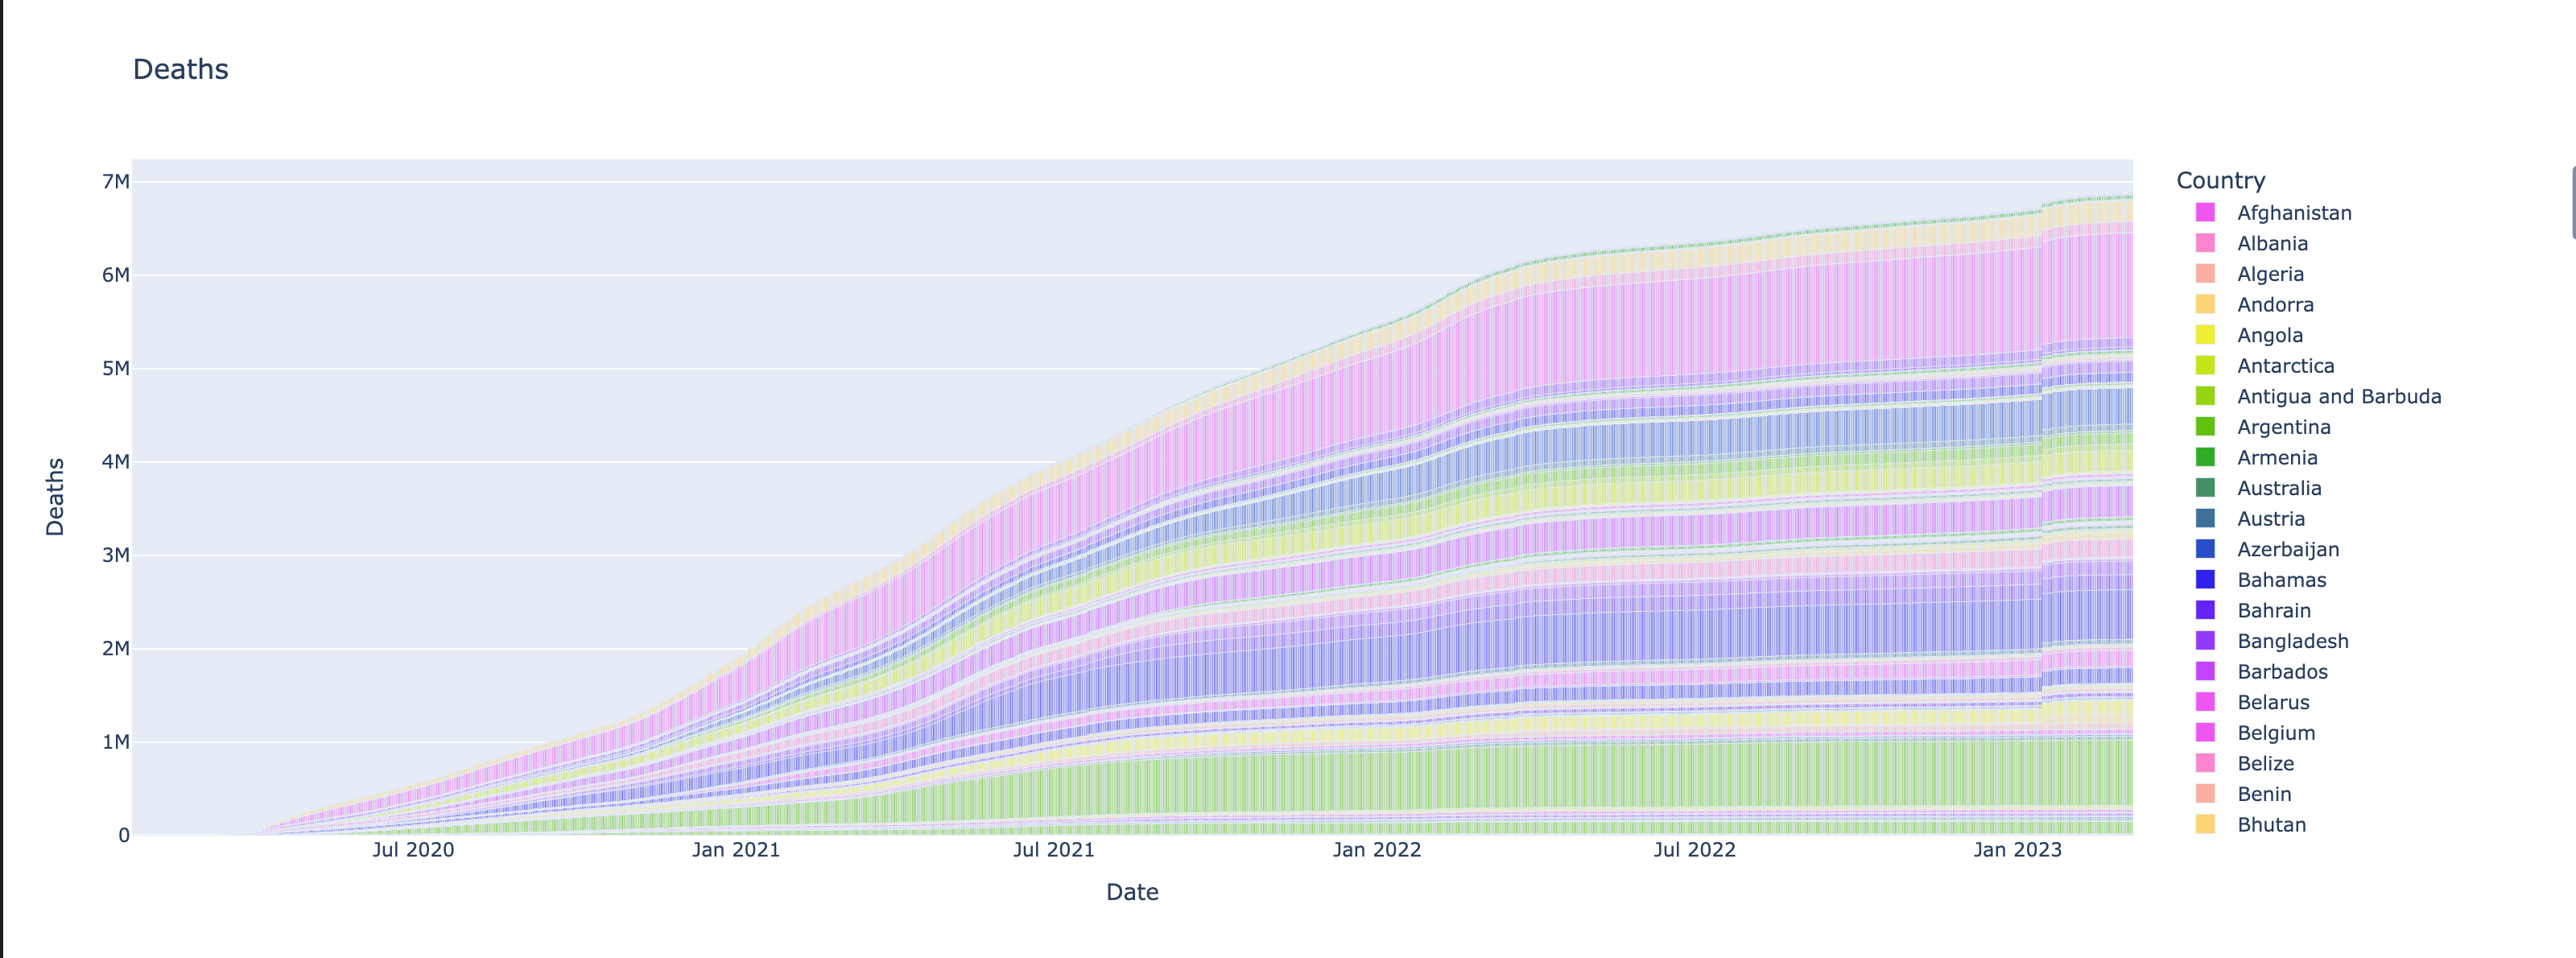 Deaths
7M
6M
5M
4M
3M
2M
1M
0
Deaths
Jul 2020
Jan 2021
Jul 2021
Jan 2022
Jul 2022
Jan 2023
Date
Country
Afghanistan
Albania
Algeria
Andorra
Angola
Antarctica
Antigua and Barbuda
Argentina
Armenia
Australia
Austria
Azerbaijan
Bahamas
Bahrain
Bangladesh
Barbados
Belarus
Belgium
Belize
Benin
Bhutan